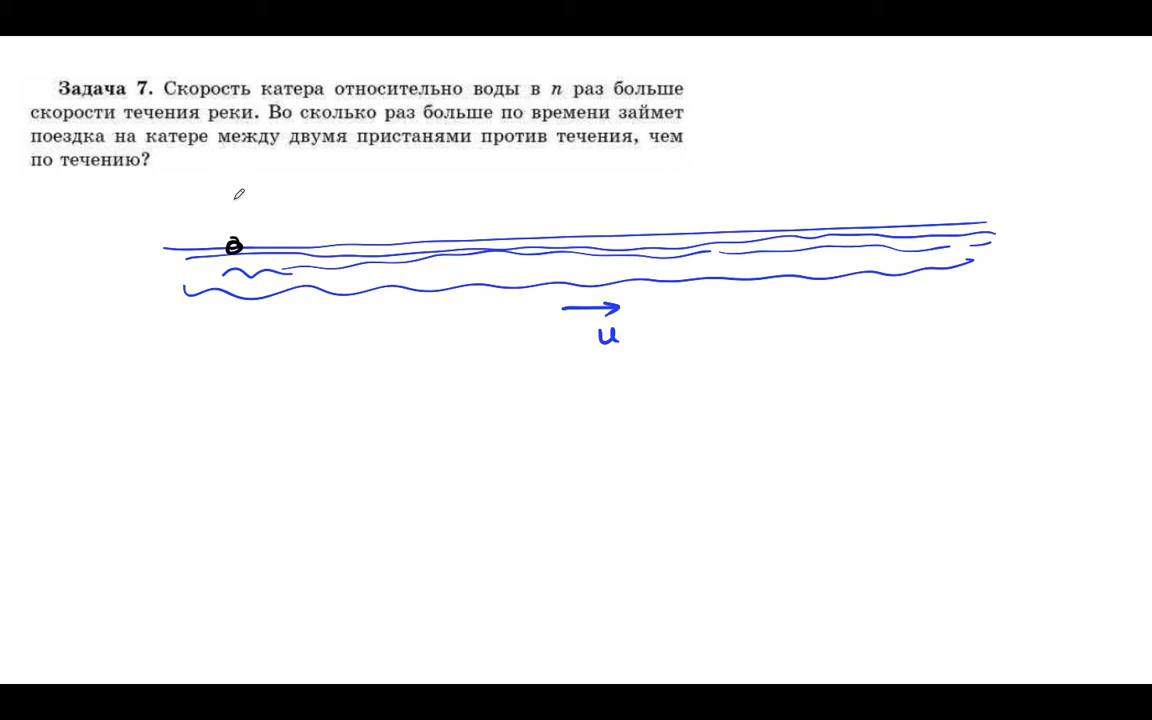 Задача 7. Скорость катера относительно воды в n раз больше
скорости течения реки. Во сколько раз больше по времени займет
поездка на катере между двумя пристанями против течения, чем
по течению?
u